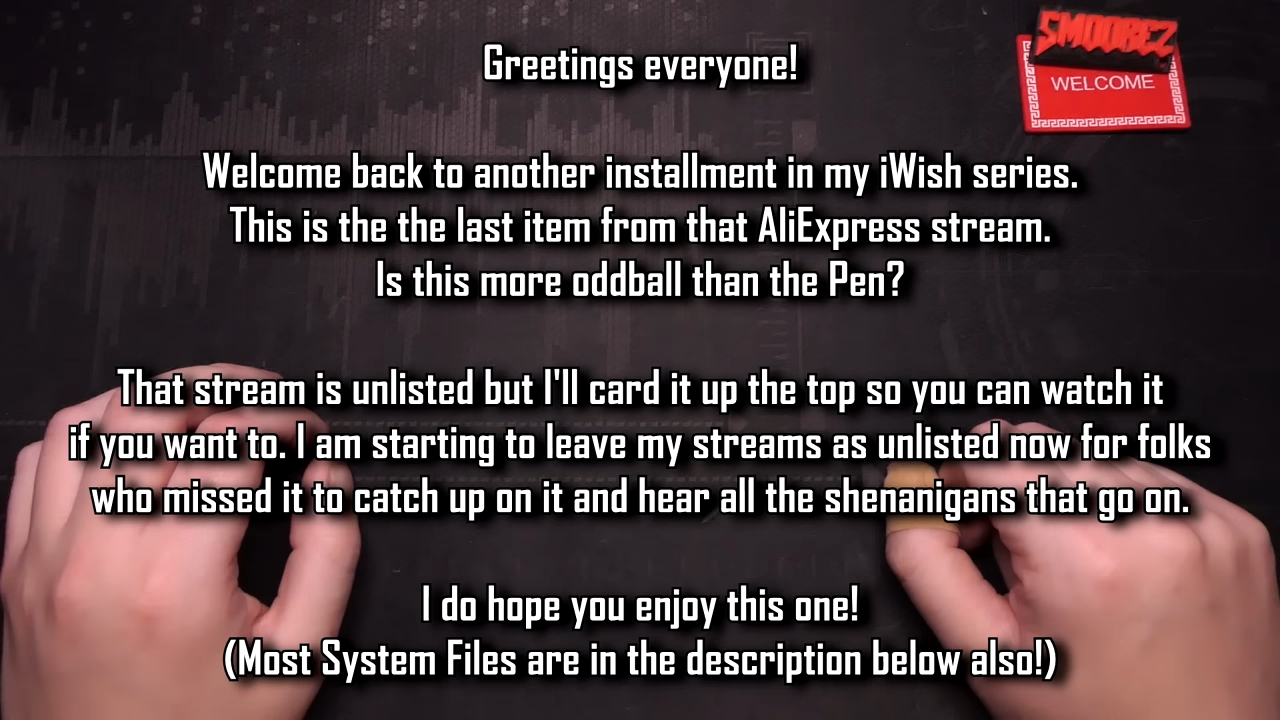 SMOOREZ
WELCOME
Greetings everyone!
Welcome back to another installment in my iWish series.
This is the the last item from that AliExpress stream.
Is this more oddball than the Pen?
That stream is unlisted but I'll card it up the top so you can watch it
if you want to. I am starting to leave my streams as unlisted now for folks
who missed it to catch up on it and hear all the shenanigans that go on.
I do hope you enjoy this one!
(Most System Files are in the description below also!)